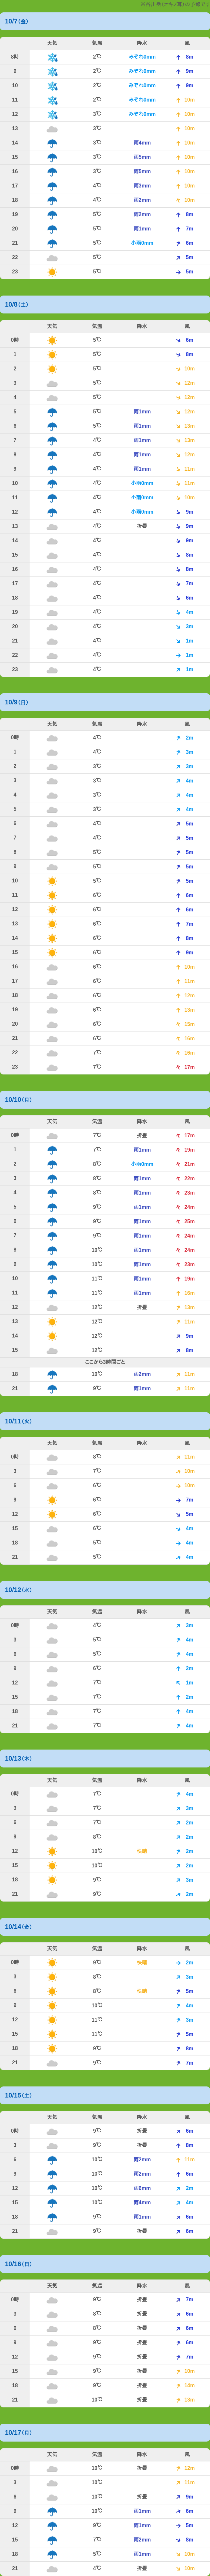 10/7(金)
天気 気温 降水 風
8時 2℃ みぞれ0mm 8m
9 2℃ みぞれ0mm 9m
10 2℃ みぞれ0mm 9m
11 2℃ みぞれ0mm 10m
12 3℃ みぞれ0mm 10m
13 3℃ 10m
14 3℃ 雨4mm 10m
15 3℃ 雨5mm 10m
16 3℃ 雨5mm 10m
17 4℃ 雨3mm 10m
18 4℃ 雨2mm 10m
19 5℃ 雨2mm 8m
20 5℃ 雨1mm 7m
21 5℃ 小雨0mm 6m
22 5℃ 5m
23 5℃ 5m
10/8(土)
天気 気温 降水 風
0時 5℃ 6m
1 5℃ 8m
2 5℃ 10m
3 5℃ 12m
4 5℃ 12m
5 5℃ 雨1mm 12m
6 5℃ 雨1mm 13m
7 4℃ 雨1mm 13m
8 4℃ 雨1mm 12m
9 4℃ 雨1mm 11m
10 4℃ 小雨0mm 11m
11 4℃ 小雨0mm 10m
12 4℃ 小雨0mm 9m
13 4℃ 折畳 9m
14 4℃ 9m
15 4℃ 8m
16 4℃ 8m
17 4℃ 7m
18 4℃ 6m
19 4℃ 4m
20 4℃ 3m
21 4℃ 1m
22 4℃ 1m
23 4℃ 1m
10/9(日)
天気 気温 降水 風
0時 4℃ 2m
1 4℃ 3m
2 3℃ 3m
3 3℃ 4m
4 3℃ 4m
5 3℃ 4m
6 4℃ 5m
7 4℃ 5m
8 5℃ 5m
9 5℃ 5m
10 5℃ 5m
11 6℃ 6m
12 6℃ 6m
13 6℃ 7m
14 6℃ 8m
15 6℃ 9m
16 6℃ 10m
17 6℃ 11m
18 6℃ 12m
19 6℃ 13m
20 6℃ 15m
21 6℃ 16m
22 7℃ 16m
23 7℃ 17m
10/10(月)
天気 気温 降水 風
0時 7℃ 折畳 17m
1 7℃ 雨1mm 19m
2 8℃ 小雨0mm 21m
3 8℃ 雨1mm 22m
4 8℃ 雨1mm 23m
5 9℃ 雨1mm 24m
6 9℃ 雨1mm 25m
7 9℃ 雨1mm 24m
8 10℃ 雨1mm 24m
9 10℃ 雨1mm 23m
10 11℃ 雨1mm 19m
11 11℃ 雨1mm 16m
12 12℃ 折畳 13m
13 12℃ 11m
14 12℃ 9m
15 12℃ 8m
ここから3時間ごと
18 10℃ 雨2mm 11m
21 9℃ 雨1mm 11m
10/11(火)
天気 気温 降水 風
0時 8℃ 11m
3 7℃ 10m
6 6℃ 10m
9 6℃ 7m
12 6℃ 5m
15 6℃ 4m
18 5℃ 4m
21 5℃ 4m
10/12(水)
天気 気温 降水 風
0時 4℃ 3m
3 5℃ 4m
6 5℃ 4m
9 6℃ 2m
12 7℃ 1m
15 7℃ 2m
18 7℃ 4m
21 7℃ 4m
10/13(木)
天気 気温 降水 風
0時 7℃ 4m
3 7℃ 3m
6 7℃ 2m
9 8℃ 2m
12 10℃ 快晴 2m
15 10℃ 2m
18 9℃ 3m
21 9℃ 2m
10/14(金)
天気 気温 降水 風
0時 9℃ 快晴 2m
3 8℃ 3m
6 8℃ 快晴 5m
9 10℃ 4m
12 11℃ 3m
15 11℃ 5m
18 9℃ 8m
21 9℃ 7m
10/15(土)
天気 気温 降水 風
0時 9℃ 折畳 6m
3 9℃ 折畳 8m
6 10℃ 雨2mm 11m
9 10℃ 雨2mm 6m
12 10℃ 雨6mm 2m
15 10℃ 雨4mm 4m
18 9℃ 雨1mm 6m
21 9℃ 折畳 6m
10/16(日)
天気 気温 降水 風
0時 9℃ 折畳 7m
3 8℃ 折畳 6m
6 8℃ 折畳 6m
9 9℃ 折畳 6m
12 9℃ 折畳 7m
15 9℃ 折畳 10m
18 9℃ 折畳 14m
21 10℃ 折畳 13m
10/17(月)
天気 気温 降水 風
0時 10℃ 折畳 12m
3 10℃ 11m
6 10℃ 折畳 9m
9 10℃ 雨1mm 6m
12 9℃ 雨1mm 5m
15 7℃ 雨2mm 8m
18 5℃ 雨1mm 10m
21 4℃ 折畳 10m